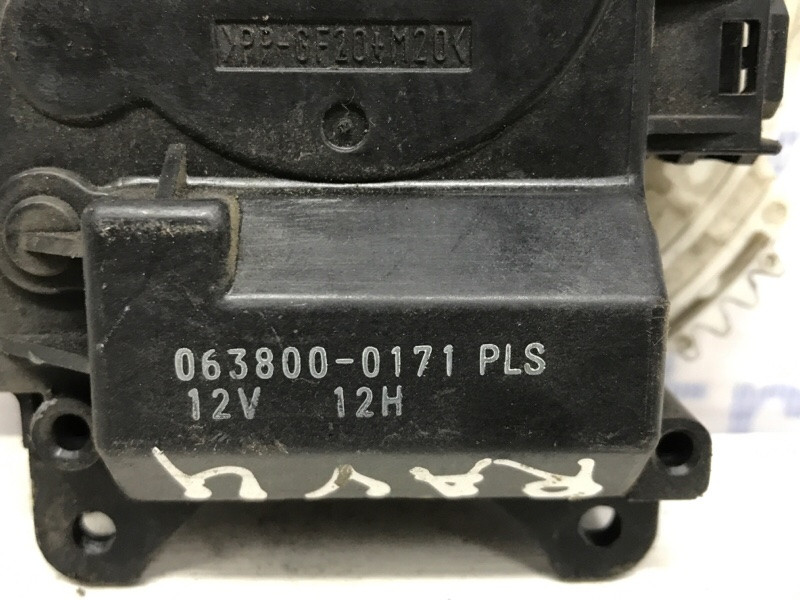 >PP-GF20+M20<
063800-0171 PLS
12V 12H
RAV4